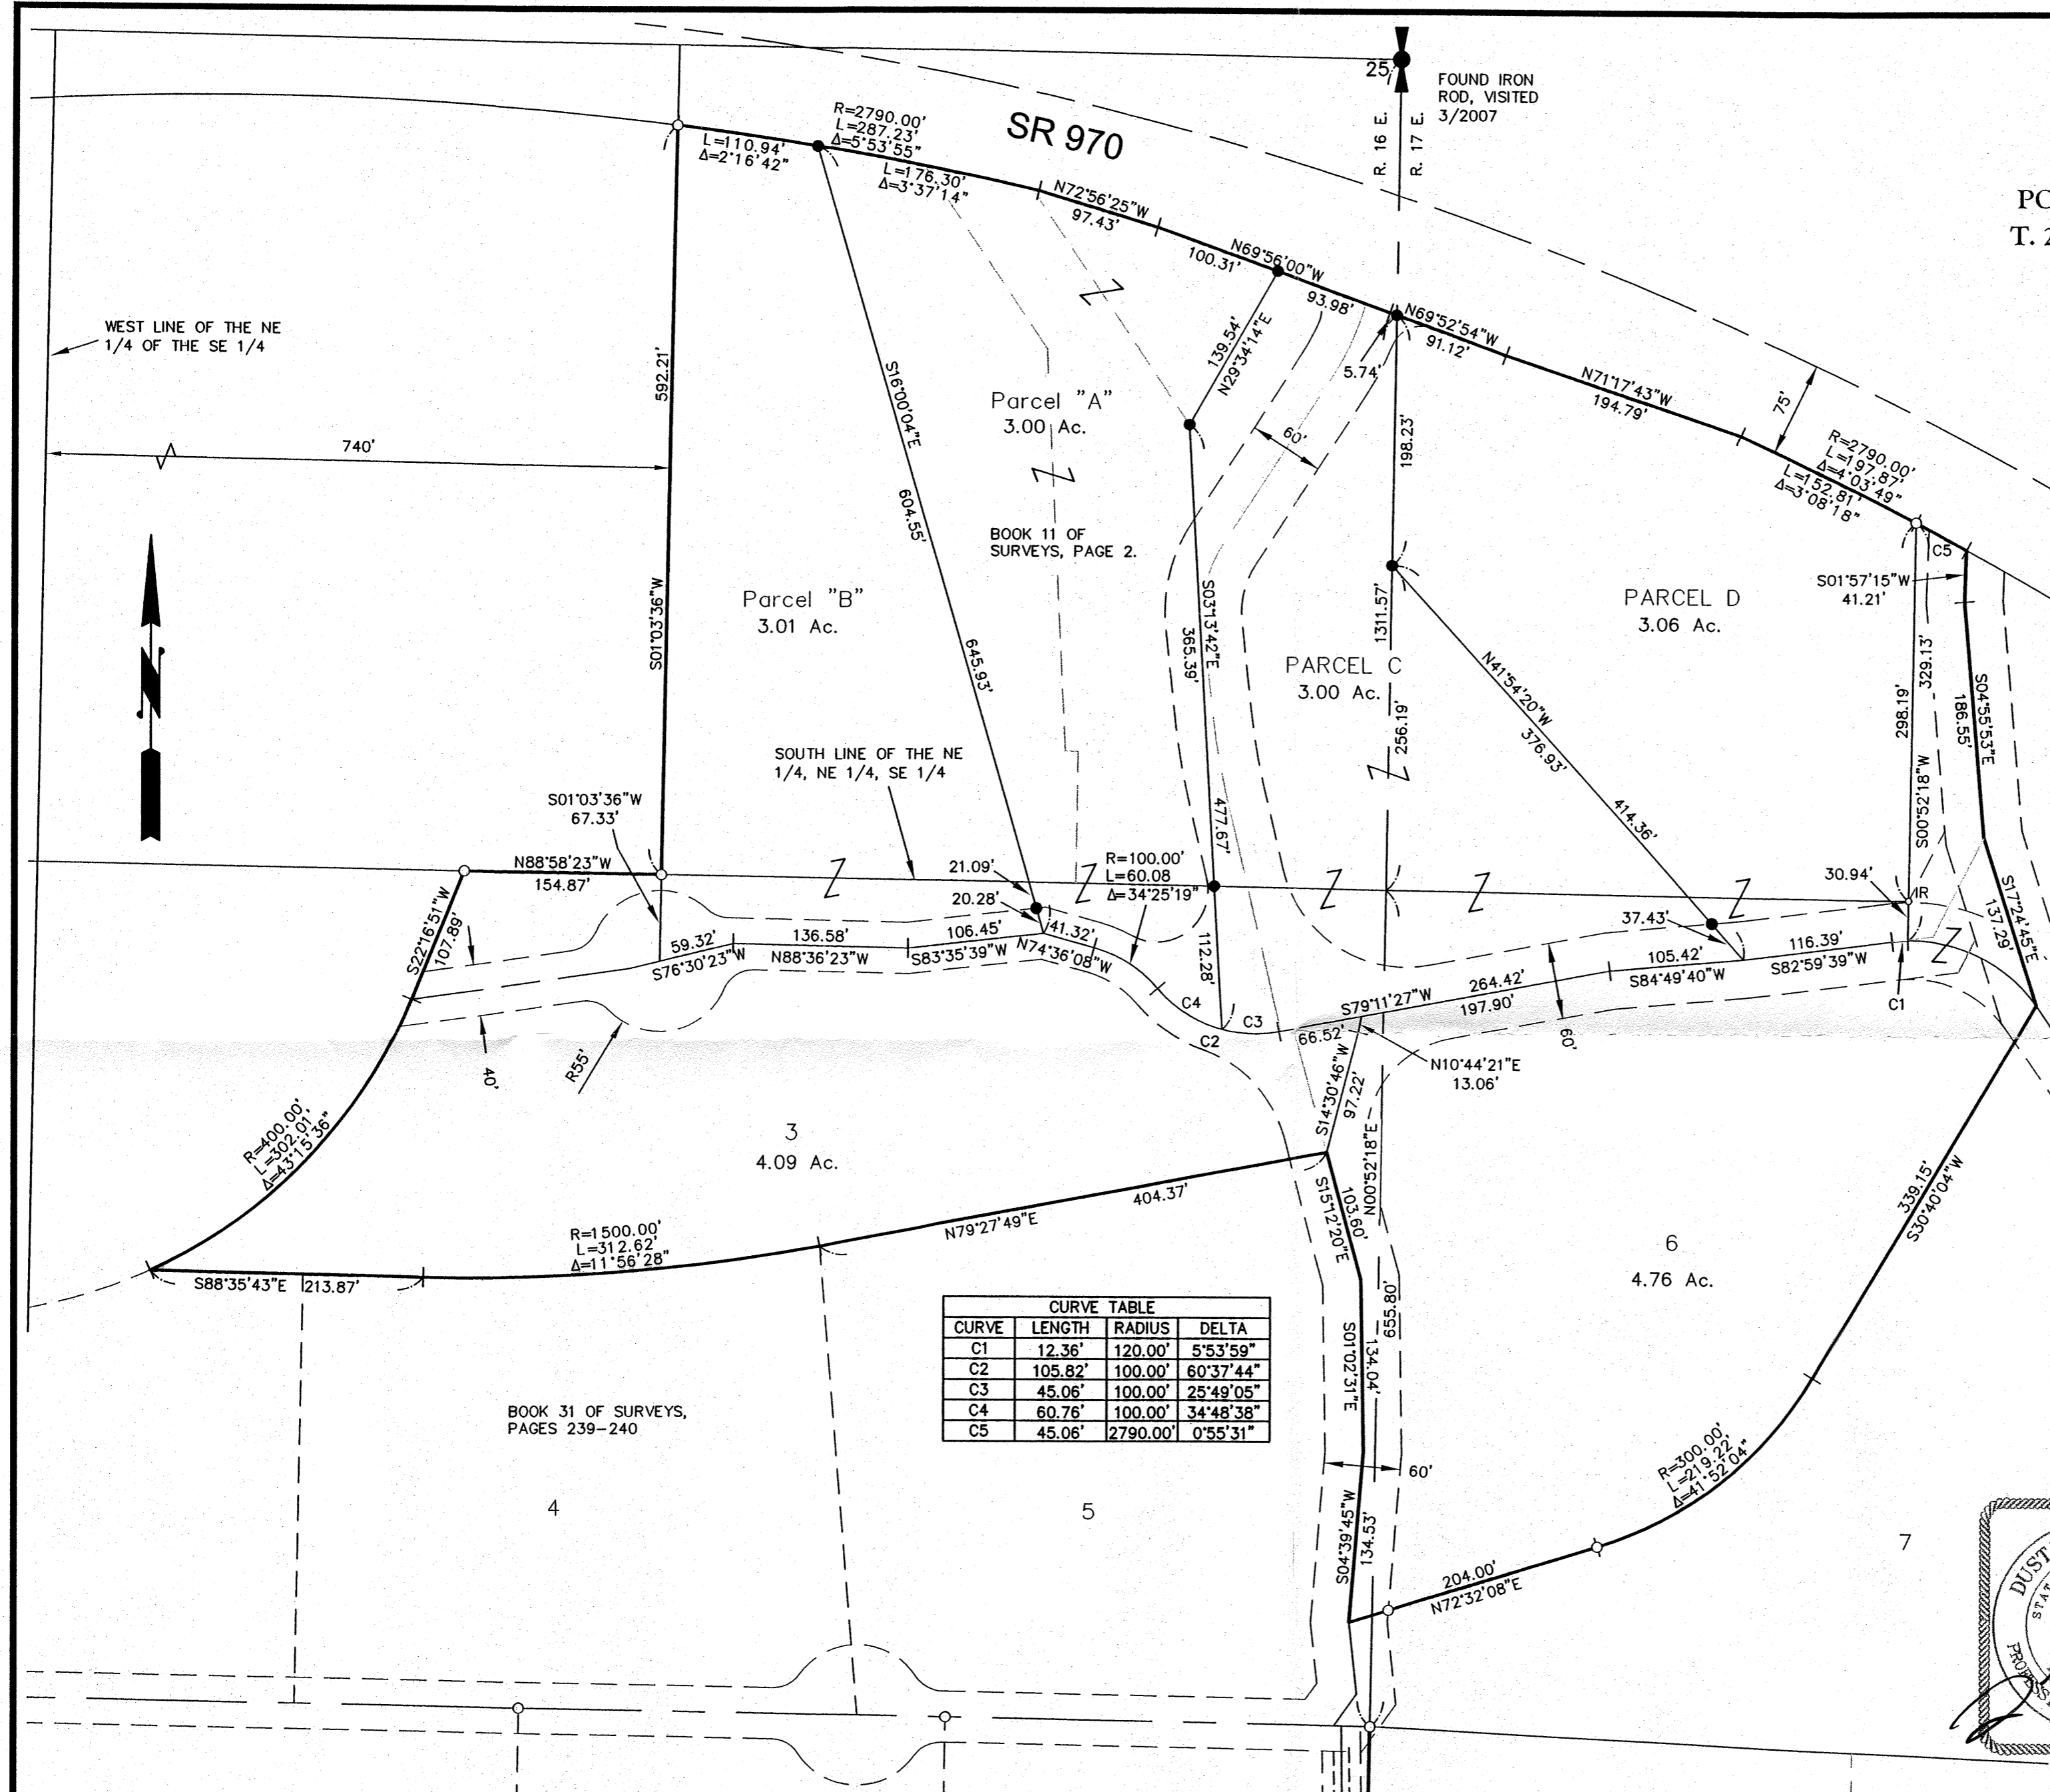 25
FOUND IRON
ROD, VISITED
3/2007
R. 16 E.
R. 17 E.
SR 970
PO
T. 2
R=2790.00'
L=287.23'
Δ=5°53'55"
L=110.94'
Δ=2°16'42"
L=176.30'
Δ=3°37'14"
N72°56'25"W
97.43'
N69°56'00"W
100.31'
93.98'
N69°52'54"W
91.12'
5.74'
N71°17'43"W
194.79'
75'
R=2790.00'
L=197.87'
Δ=4°03'49"
L=152.81'
Δ=3°08'18"
C5
WEST LINE OF THE NE
1/4 OF THE SE 1/4
740'
592.21'
S01°03'36"W
S16°00'04"E
604.55'
645.93'
139.54'
N29°34'14"E
60'
198.23'
1311.57'
256.19'
Parcel "A"
3.00 Ac.
BOOK 11 OF
SURVEYS, PAGE 2.
Parcel "B"
3.01 Ac.
S03°13'42"E
365.39'
477.67'
PARCEL C
3.00 Ac.
PARCEL D
3.06 Ac.
N41°54'20"W
376.93'
414.36'
S01°57'15"W
41.21'
329.13'
298.19'
S00°52'18"W
S04°55'53"E
186.55'
S17°24'45"E
137.29'
N
SOUTH LINE OF THE NE
1/4, NE 1/4, SE 1/4
S01°03'36"W
67.33'
N88°58'23"W
154.87'
21.09'
20.28'
R=100.00'
L=60.08
Δ=34°25'19"
30.94'
IR
37.43'
S22°16'51"W
107.89'
59.32'
S76°30'23"W
136.58'
N88°36'23"W
106.45'
S83°35'39"W
41.32'
N74°36'08"W
112.28'
C4
C3
C2
66.52'
S79°11'27"W
264.42'
197.90'
105.42'
S84°49'40"W
116.39'
S82°59'39"W
C1
60'
40'
R55'
N10°44'21"E
13.06'
S14°30'46"W
97.22'
N00°52'18"E
R=400.00'
L=302.01'
Δ=43°15'36"
3
4.09 Ac.
404.37'
N79°27'49"E
R=1500.00'
L=312.62'
Δ=11°56'28"
S88°35'43"E
213.87'
S15°12'20"E
103.60'
655.80'
S01°02'31"E
134.04'
6
4.76 Ac.
339.15'
S30°40'04"W
CURVE TABLE
CURVE LENGTH RADIUS DELTA
C1 12.36' 120.00' 5°53'59"
C2 105.82' 100.00' 60°37'44"
C3 45.06' 100.00' 25°49'05"
C4 60.76' 100.00' 34°48'38"
C5 45.06' 2790.00' 0°55'31"
BOOK 31 OF SURVEYS,
PAGES 239-240
60'
4
5
S04°39'45"W
134.53'
204.00'
N72°32'08"E
R=300.00'
L=219.22'
Δ=41°52'04"
7
DUST
STAT
PROFESS